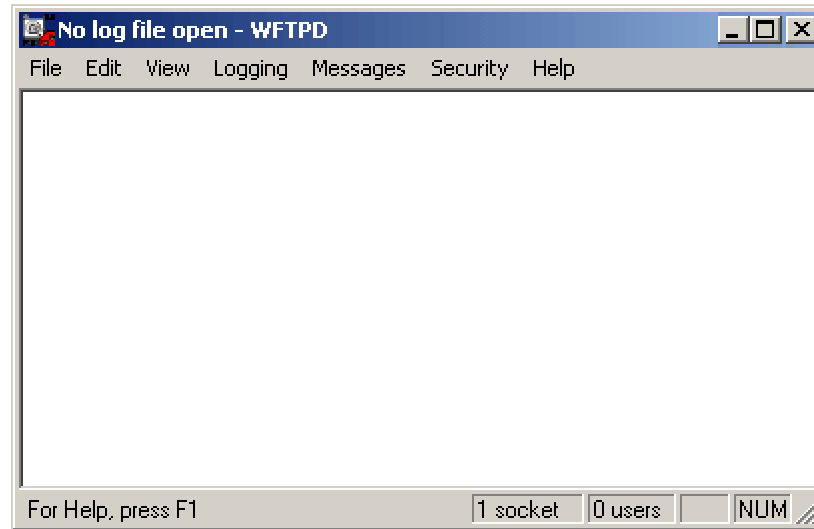 No log file open - WFTPD
File Edit View Logging Messages Security Help
For Help, press F1 1 socket 0 users NUM